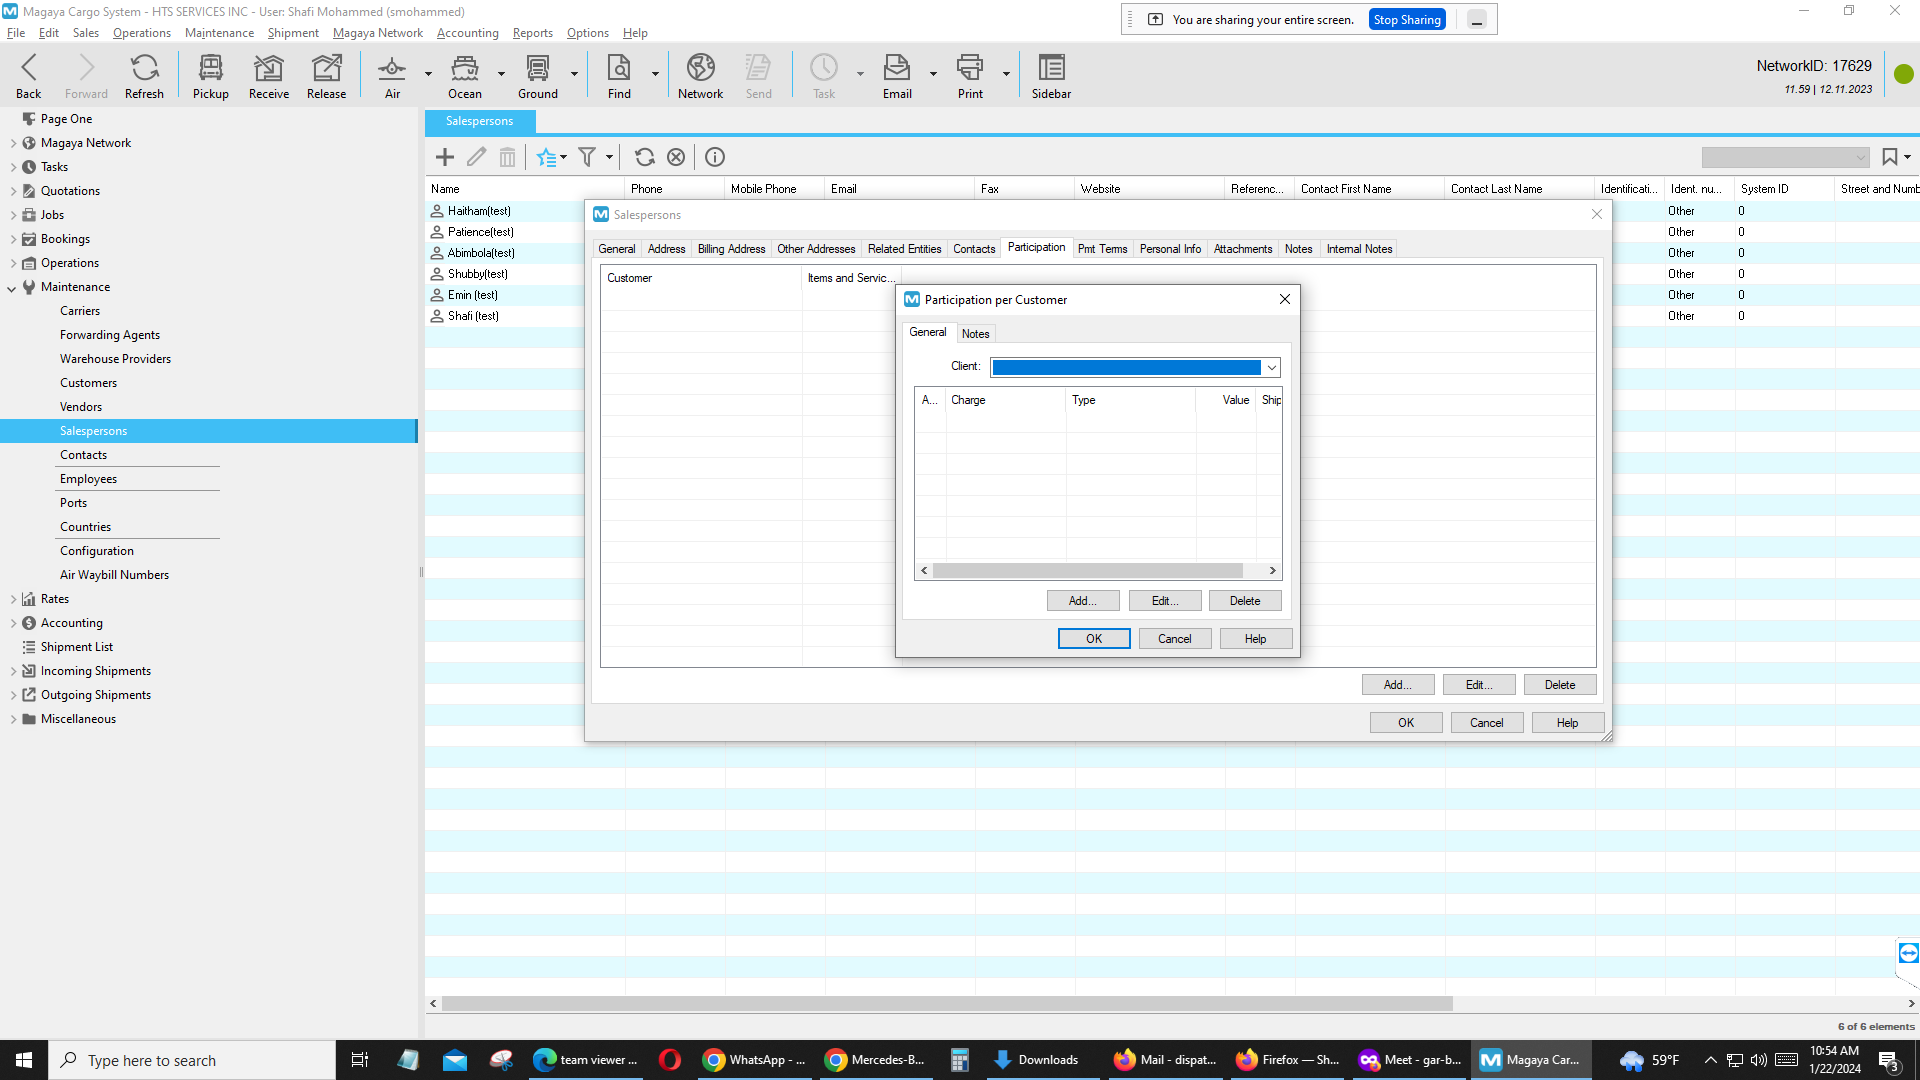 Magaya Cargo System - HTS SERVICES INC - User: Shafi Mohammed (smohammed)
You are sharing your entire screen. Stop Sharing
File Edit Sales Operations Maintenance Shipment Magaya Network Accounting Reports Options Help
Back Forward Refresh Pickup Receive Release Air Ocean Ground Find Network Send Task Email Print Sidebar
NetworkID: 17629
11.59 | 12.11.2023
Page One
Magaya Network
Tasks
Quotations
Jobs
Bookings
Operations
Maintenance
Carriers
Forwarding Agents
Warehouse Providers
Customers
Vendors
Salespersons
Contacts
Employees
Ports
Countries
Configuration
Air Waybill Numbers
Rates
Accounting
Shipment List
Incoming Shipments
Outgoing Shipments
Miscellaneous
Salespersons
Name Phone Mobile Phone Email Fax Website Referenc... Contact First Name Contact Last Name Identificati... Ident. nu... System ID Street and Numb
Haitham(test) Other 0
Patience(test) Other 0
Abimbola(test) Other 0
Shubby(test) Other 0
Emin (test) Other 0
Shafi (test) Other 0
Salespersons
General Address Billing Address Other Addresses Related Entities Contacts Participation Pmt Terms Personal Info Attachments Notes Internal Notes
Customer Items and Servic...
Participation per Customer
General Notes
Client:
A... Charge Type Value Ship
Add... Edit... Delete
OK Cancel Help
Add... Edit... Delete
OK Cancel Help
6 of 6 elements
Type here to search
team viewer ...
WhatsApp - ...
Mercedes-B...
Downloads
Mail - dispat...
Firefox — Sh...
Meet - gar-b...
Magaya Car...
59°F
10:54 AM
1/22/2024
3